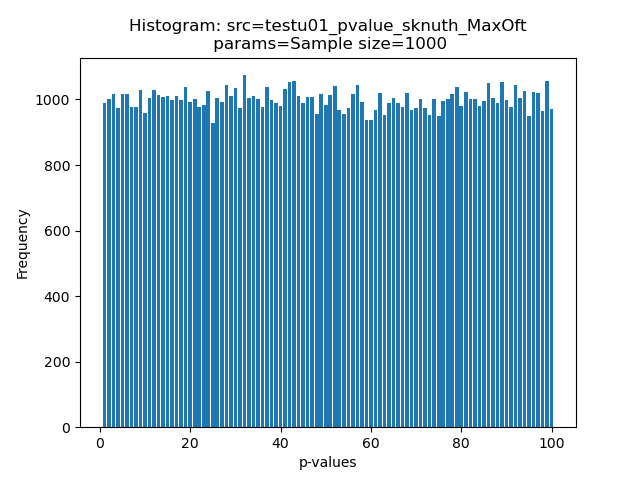 Histogram: src=testu01_pvalue_sknuth_MaxOft
params=Sample size=1000
Frequency
1000
800
600
400
200
0
0 20 40 60 80 100
p-values